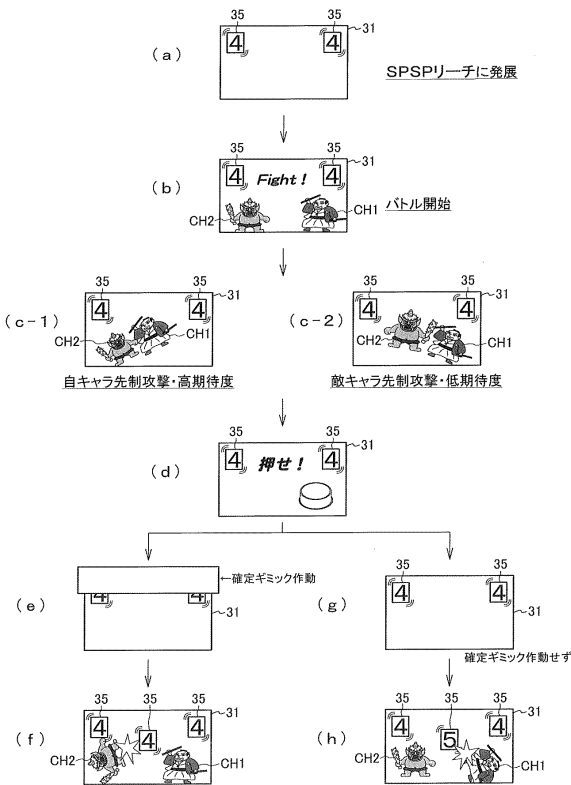 35 35 31
(a) 4 4
SPSPリーチに発展
35 35 31
(b) 4 Fight! 4
CH2 CH1 バトル開始
35 35 31 35 35 31
(c-1) 4 4 (c-2) 4 4
CH2 CH1 CH2 CH1
自キャラ先制攻撃・高期待度 敵キャラ先制攻撃・低期待度
35 35 31
(d) 4 押せ! 4
←確定ギミック作動
(e) 4 4 31
35 35
(g) 4 4 31
確定ギミック作動せず
35 35 35 31
(f) 4 4 4
CH2 CH1
35 35 35 31
(h) 4 5 4
CH2 CH1